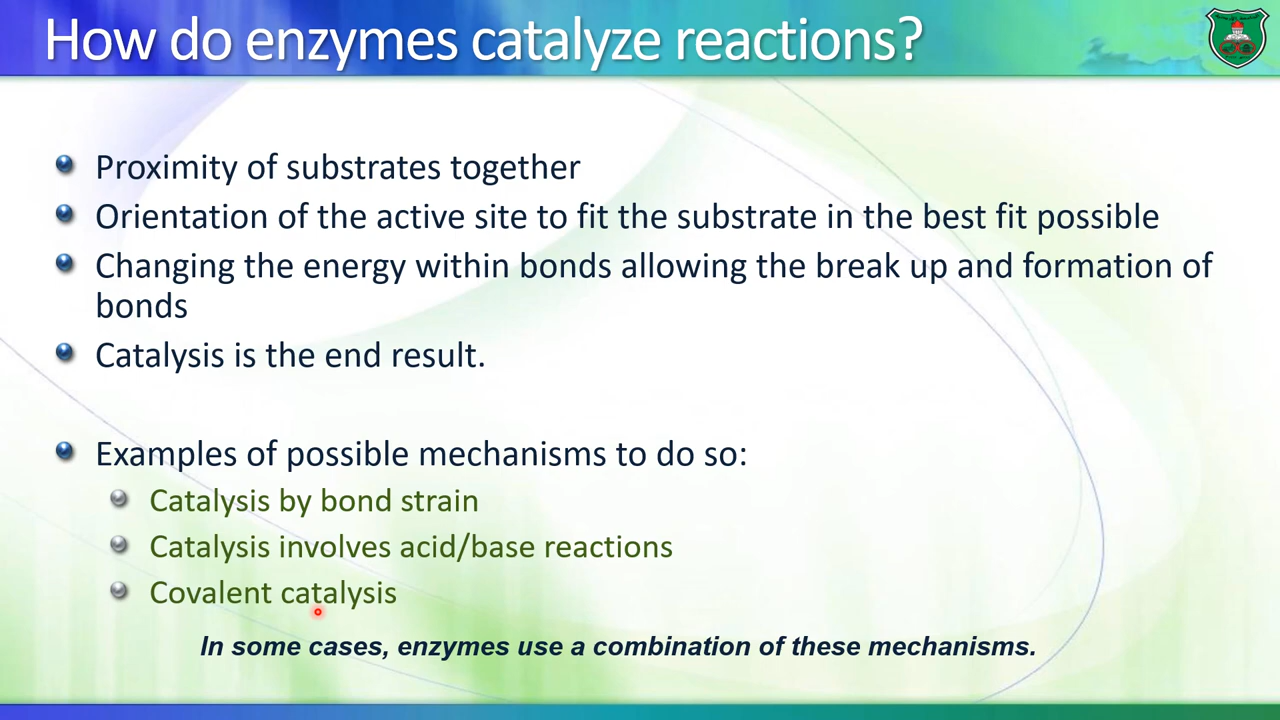 How do enzymes catalyze reactions?
Proximity of substrates together
Orientation of the active site to fit the substrate in the best fit possible
Changing the energy within bonds allowing the break up and formation of
bonds
Catalysis is the end result.
Examples of possible mechanisms to do so:
Catalysis by bond strain
Catalysis involves acid/base reactions
Covalent catalysis
In some cases, enzymes use a combination of these mechanisms.